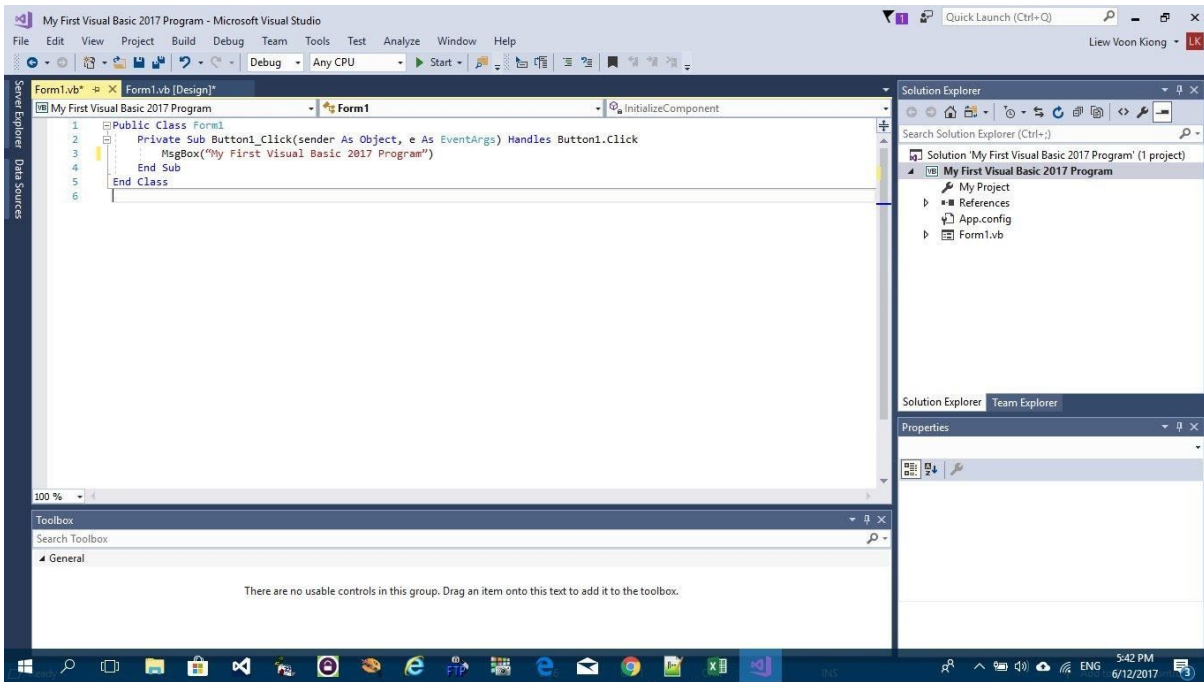 My First Visual Basic 2017 Program - Microsoft Visual Studio
1
Quick Launch (Ctrl+Q)
File Edit View Project Build Debug Team Tools Test Analyze Window Help
Liew Voon Kiong LK
Debug Any CPU Start
Server Explorer
Data Sources
Form1.vb* Form1.vb [Design]*
VB My First Visual Basic 2017 Program Form1 InitializeComponent
1 Public Class Form1
2 Private Sub Button1_Click(sender As Object, e As EventArgs) Handles Button1.Click
3 MsgBox(“My First Visual Basic 2017 Program”)
4 End Sub
5 End Class
6
100 %
Toolbox
Search Toolbox
General
There are no usable controls in this group. Drag an item onto this text to add it to the toolbox.
Solution Explorer
Search Solution Explorer (Ctrl+;)
Solution 'My First Visual Basic 2017 Program' (1 project)
VB My First Visual Basic 2017 Program
My Project
References
App.config
Form1.vb
Solution Explorer Team Explorer
Properties
FTP
INS
ENG
5:42 PM
6/12/2017
3